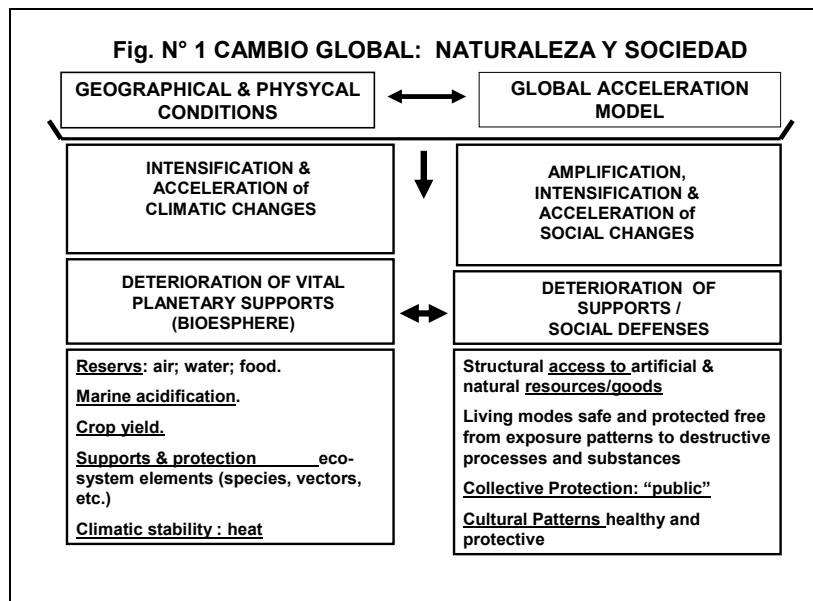 Fig. N° 1 CAMBIO GLOBAL: NATURALEZA Y SOCIEDAD
GEOGRAPHICAL & PHYSYCAL
CONDITIONS
GLOBAL ACCELERATION
MODEL
INTENSIFICATION &
ACCELERATION of
CLIMATIC CHANGES
AMPLIFICATION,
INTENSIFICATION &
ACCELERATION of
SOCIAL CHANGES
DETERIORATION OF VITAL
PLANETARY SUPPORTS
(BIOESPHERE)
DETERIORATION OF
SUPPORTS /
SOCIAL DEFENSES
Reservs: air; water; food.
Marine acidification.
Crop yield.
Supports & protection eco-
system elements (species, vectors,
etc.)
Climatic stability : heat
Structural access to artificial &
natural resources/goods
Living modes safe and protected free
from exposure patterns to destructive
processes and substances
Collective Protection: “public”
Cultural Patterns healthy and
protective